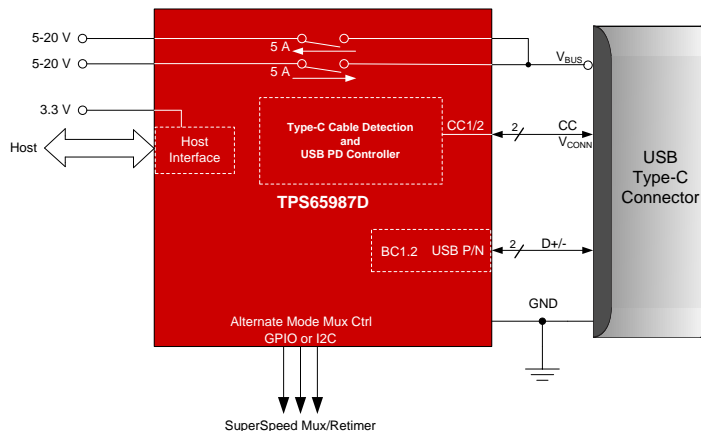 5-20 V
5 A
5-20 V
5 A
VBUS
3.3 V
Host
Host
Interface
Type-C Cable Detection
and
USB PD Controller
CC1/2
2
CC
VCONN
USB
Type-C
Connector
TPS65987D
BC1.2 USB P/N
2
D+/-
GND
Alternate Mode Mux Ctrl
GPIO or I2C
SuperSpeed Mux/Retimer